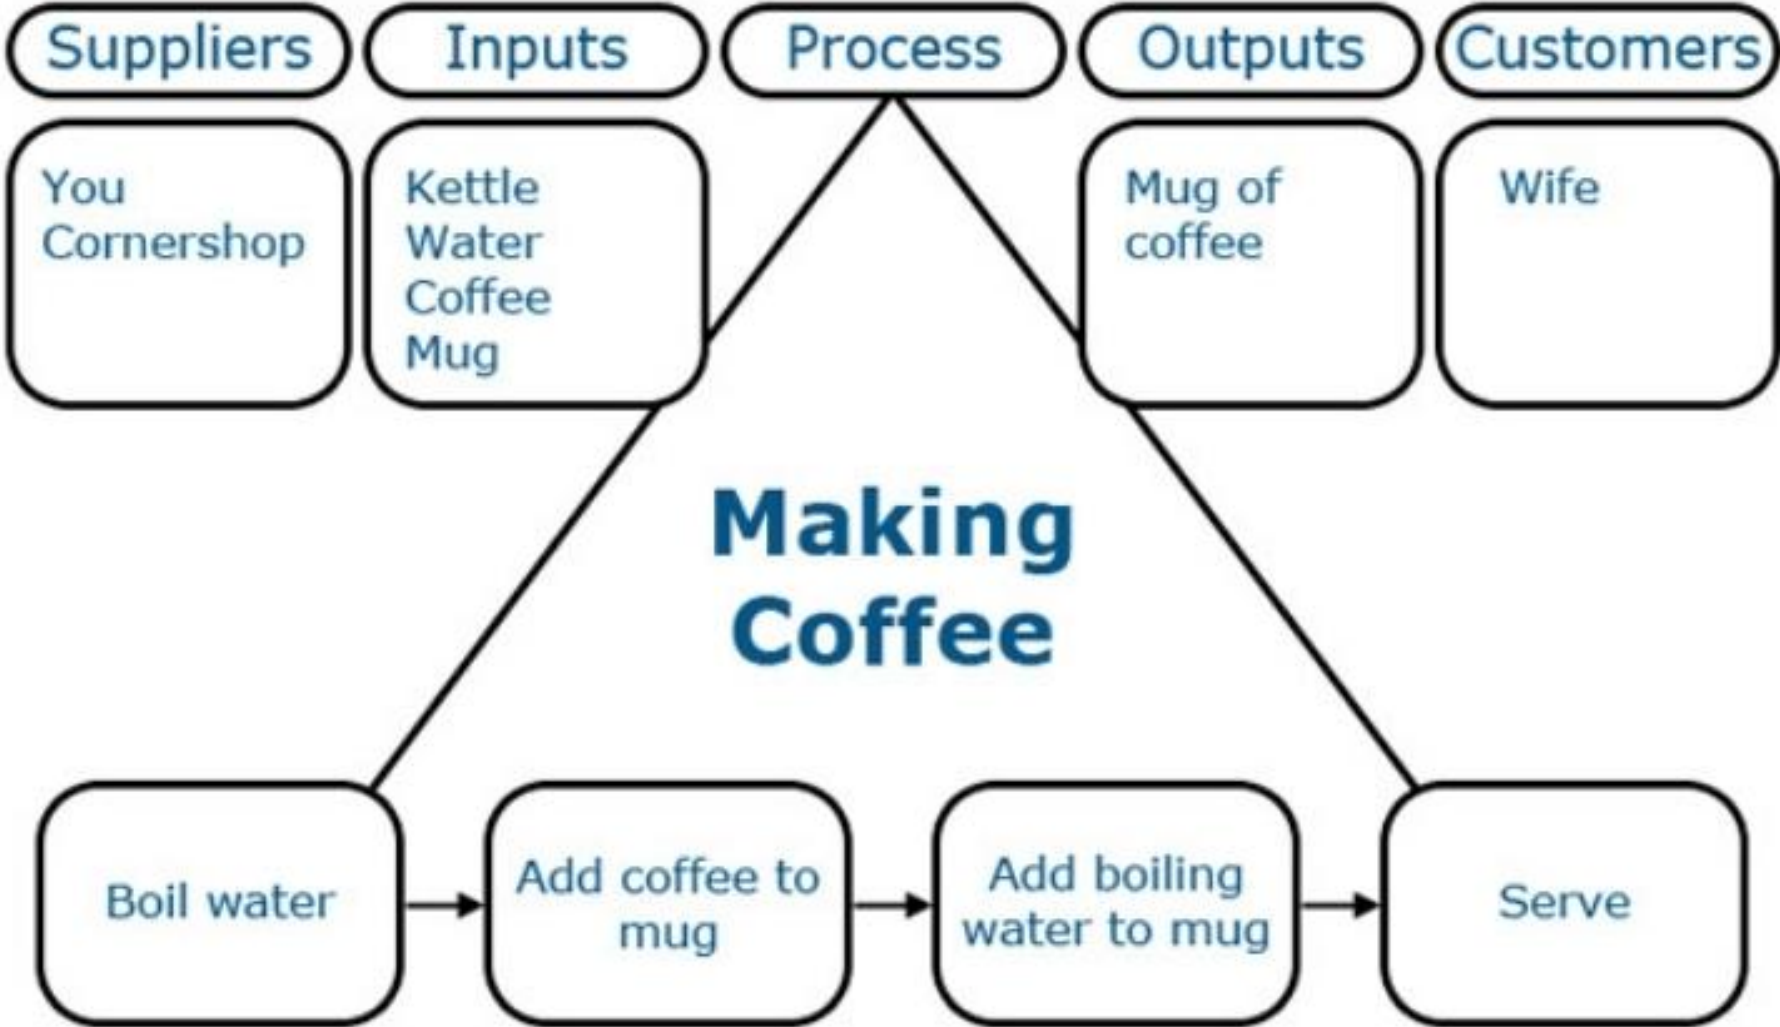 Suppliers
Inputs
Process
Outputs
Customers
You
Cornershop
Kettle
Water
Coffee
Mug
Mug of
coffee
Wife
Making
Coffee
Boil water
Add coffee to
mug
Add boiling
water to mug
Serve